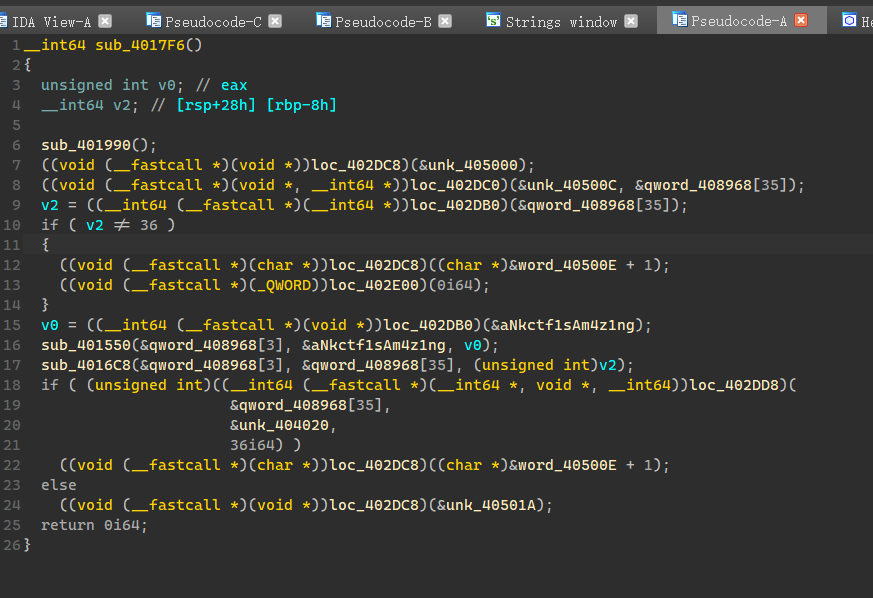 IDA View-A Pseudocode-C Pseudocode-B Strings window Pseudocode-A He
1 __int64 sub_4017F6()
2 {
3 unsigned int v0; // eax
4 __int64 v2; // [rsp+28h] [rbp-8h]
5
6 sub_401990();
7 ((void (__fastcall *)(void *))loc_402DC8)(&unk_405000);
8 ((void (__fastcall *)(void *, __int64 *))loc_402DC0)(&unk_40500C, &qword_408968[35]);
9 v2 = ((__int64 (__fastcall *)(__int64 *))loc_402DB0)(&qword_408968[35]);
10 if ( v2 ≠ 36 )
11 {
12 ((void (__fastcall *)(char *))loc_402DC8)((char *)&word_40500E + 1);
13 ((void (__fastcall *)(_QWORD))loc_402E00)(0i64);
14 }
15 v0 = ((__int64 (__fastcall *)(void *))loc_402DB0)(&aNkctf1sAm4z1ng);
16 sub_401550(&qword_408968[3], &aNkctf1sAm4z1ng, v0);
17 sub_4016C8(&qword_408968[3], &qword_408968[35], (unsigned int)v2);
18 if ( (unsigned int)((__int64 (__fastcall *)(__int64 *, void *, __int64))loc_402DD8)(
19 &qword_408968[35],
20 &unk_404020,
21 36i64) )
22 ((void (__fastcall *)(char *))loc_402DC8)((char *)&word_40500E + 1);
23 else
24 ((void (__fastcall *)(void *))loc_402DC8)(&unk_40501A);
25 return 0i64;
26 }